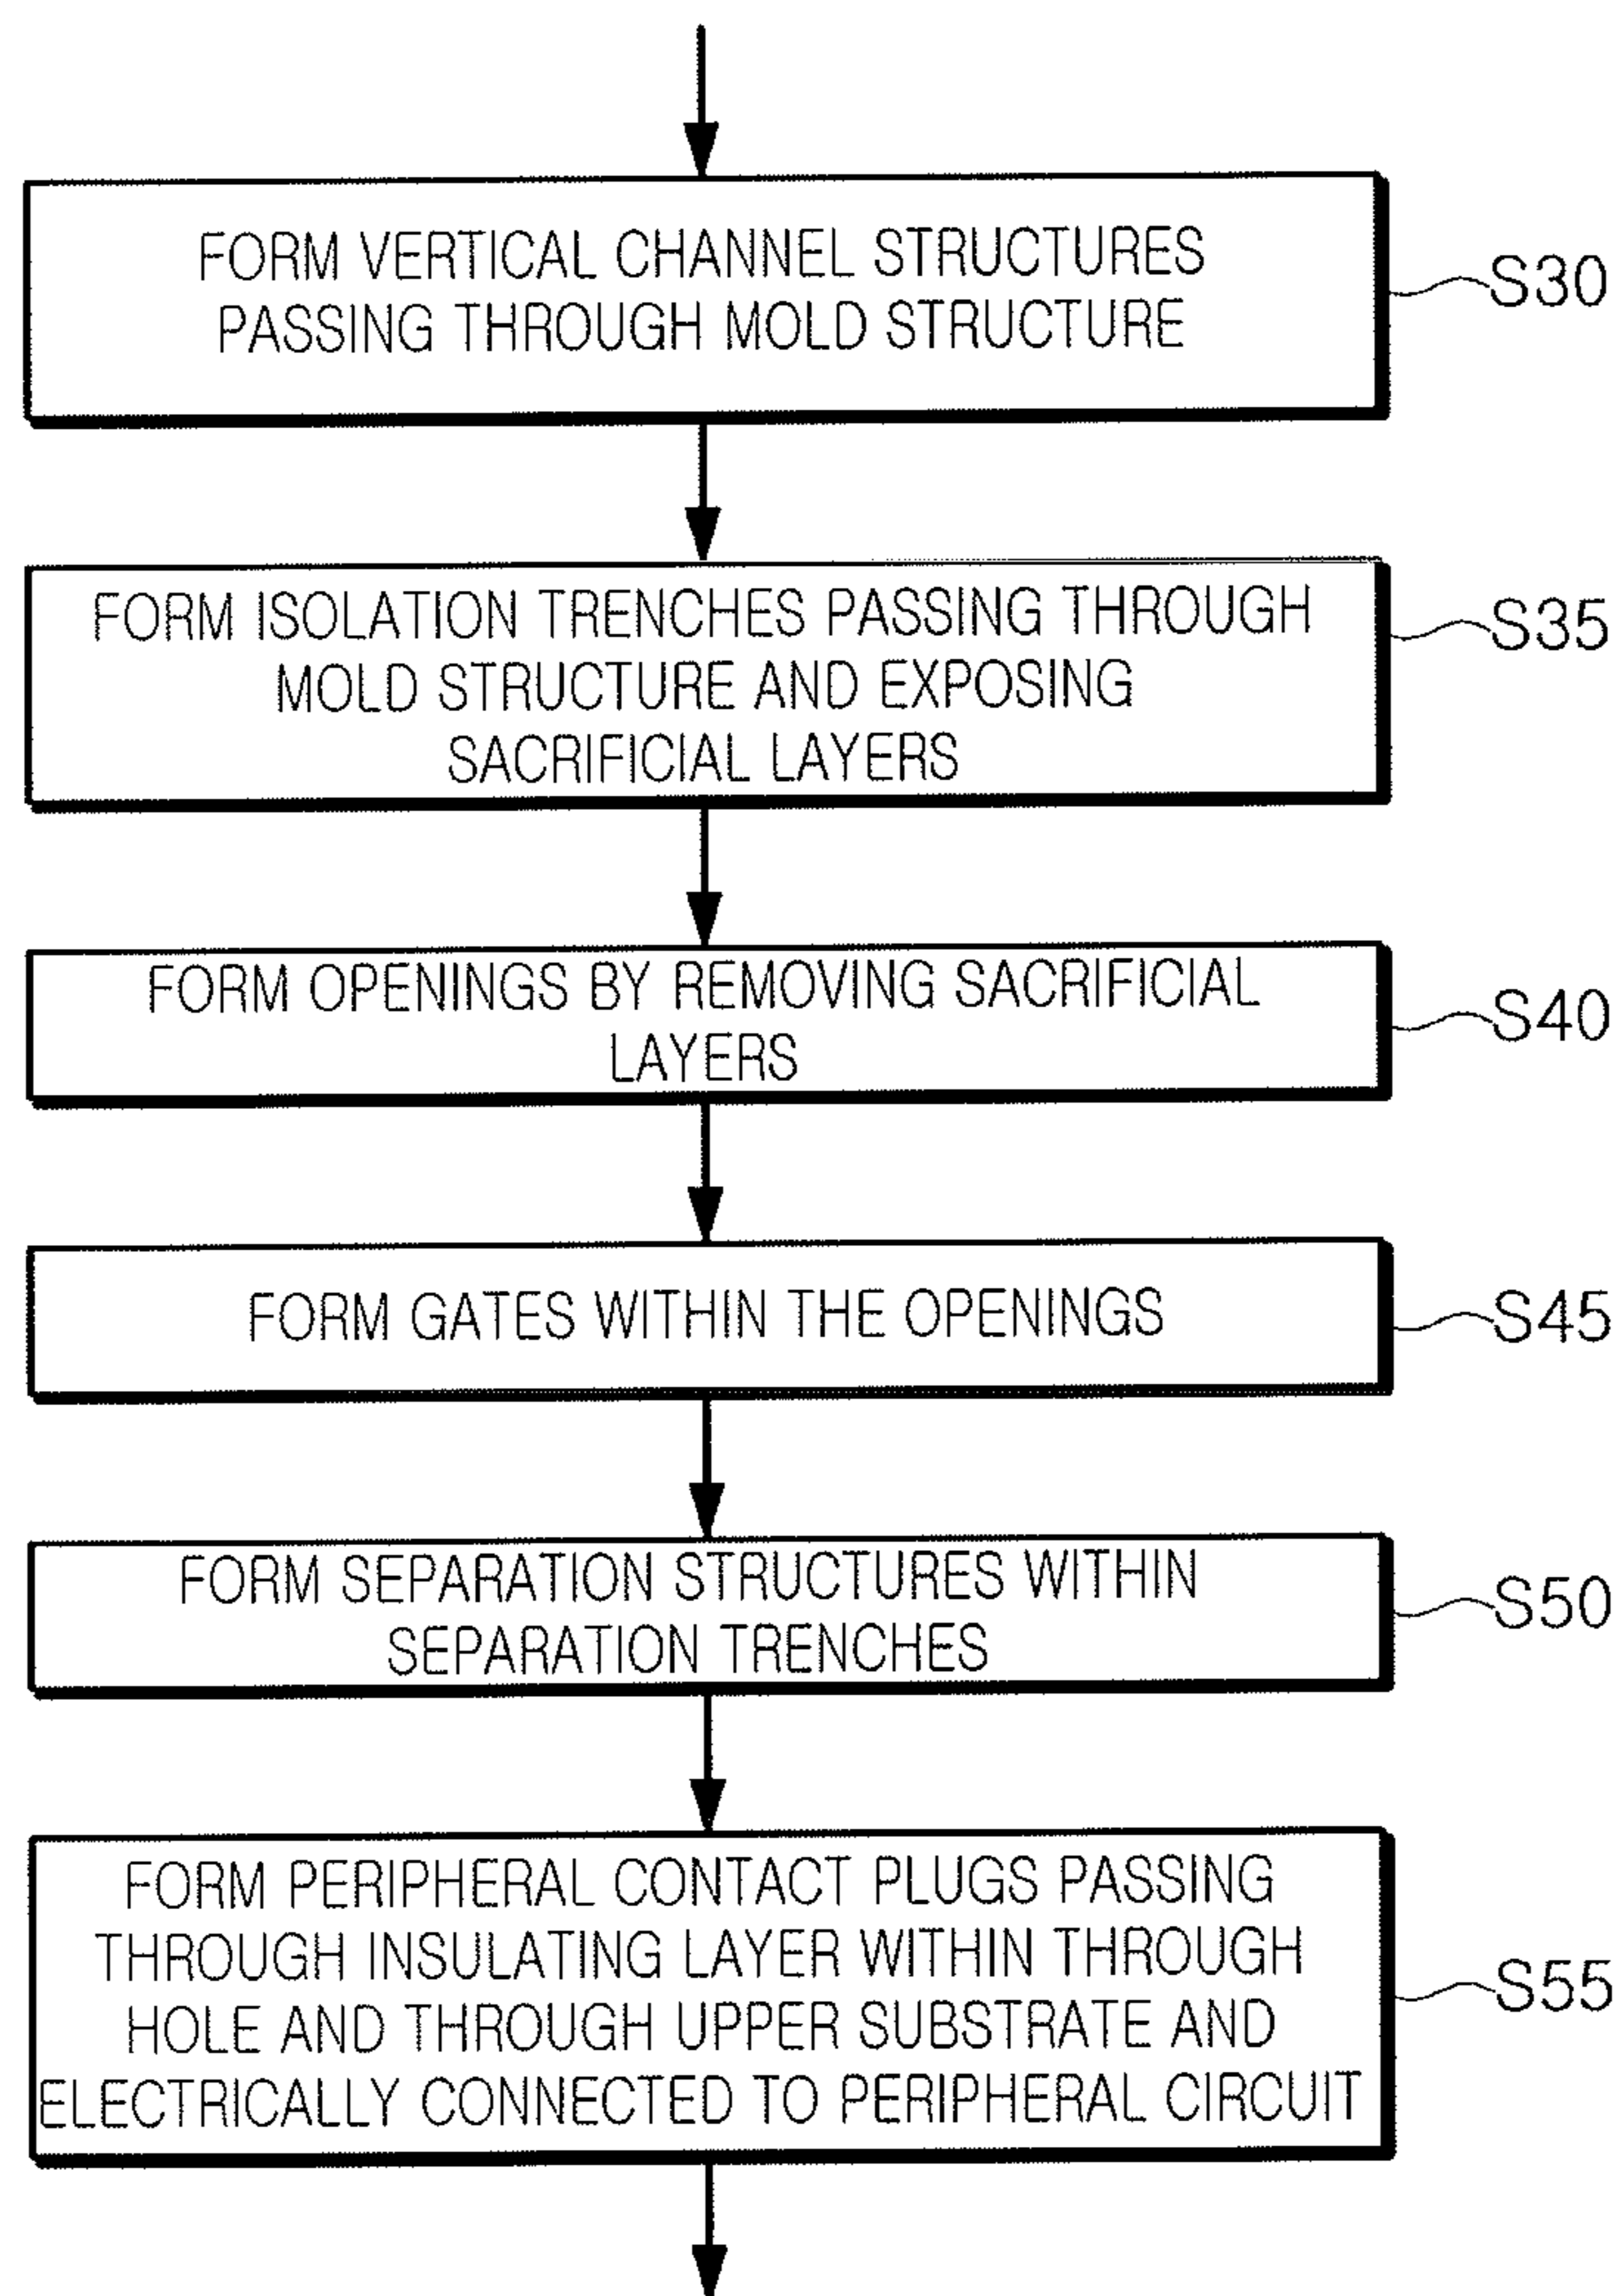 FORM VERTICAL CHANNEL STRUCTURES
PASSING THROUGH MOLD STRUCTURE
S30
FORM ISOLATION TRENCHES PASSING THROUGH
MOLD STRUCTURE AND EXPOSING
SACRIFICIAL LAYERS
S35
FORM OPENINGS BY REMOVING SACRIFICIAL
LAYERS
S40
FORM GATES WITHIN THE OPENINGS
S45
FORM SEPARATION STRUCTURES WITHIN
SEPARATION TRENCHES
S50
FORM PERIPHERAL CONTACT PLUGS PASSING
THROUGH INSULATING LAYER WITHIN THROUGH
HOLE AND THROUGH UPPER SUBSTRATE AND
ELECTRICALLY CONNECTED TO PERIPHERAL CIRCUIT
S55